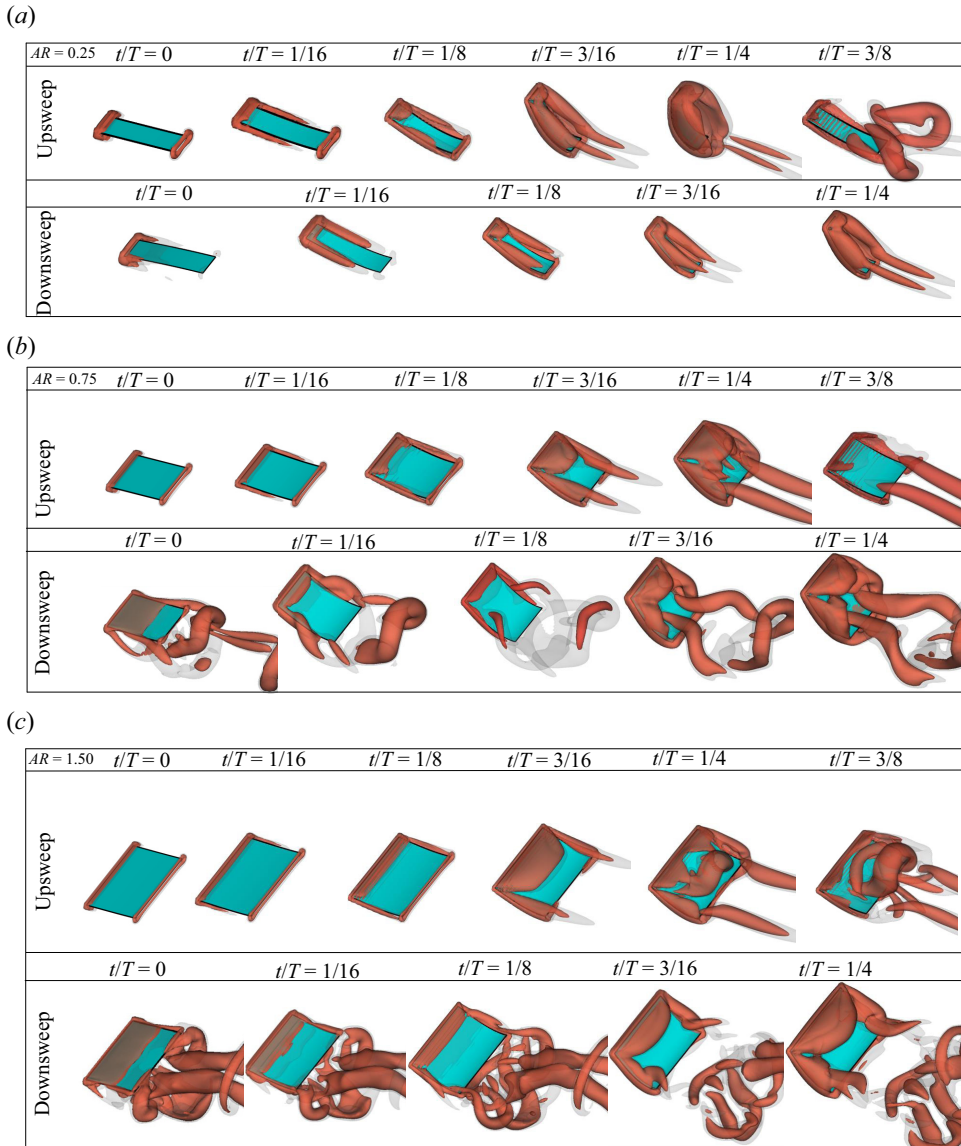 (a)
AR = 0.25 t/T = 0 t/T = 1/16 t/T = 1/8 t/T = 3/16 t/T = 1/4 t/T = 3/8
Upsweep
t/T = 0 t/T = 1/16 t/T = 1/8 t/T = 3/16 t/T = 1/4
Downsweep
(b)
AR = 0.75 t/T = 0 t/T = 1/16 t/T = 1/8 t/T = 3/16 t/T = 1/4 t/T = 3/8
Upsweep
t/T = 0 t/T = 1/16 t/T = 1/8 t/T = 3/16 t/T = 1/4
Downsweep
(c)
AR = 1.50 t/T = 0 t/T = 1/16 t/T = 1/8 t/T = 3/16 t/T = 1/4 t/T = 3/8
Upsweep
t/T = 0 t/T = 1/16 t/T = 1/8 t/T = 3/16 t/T = 1/4
Downsweep